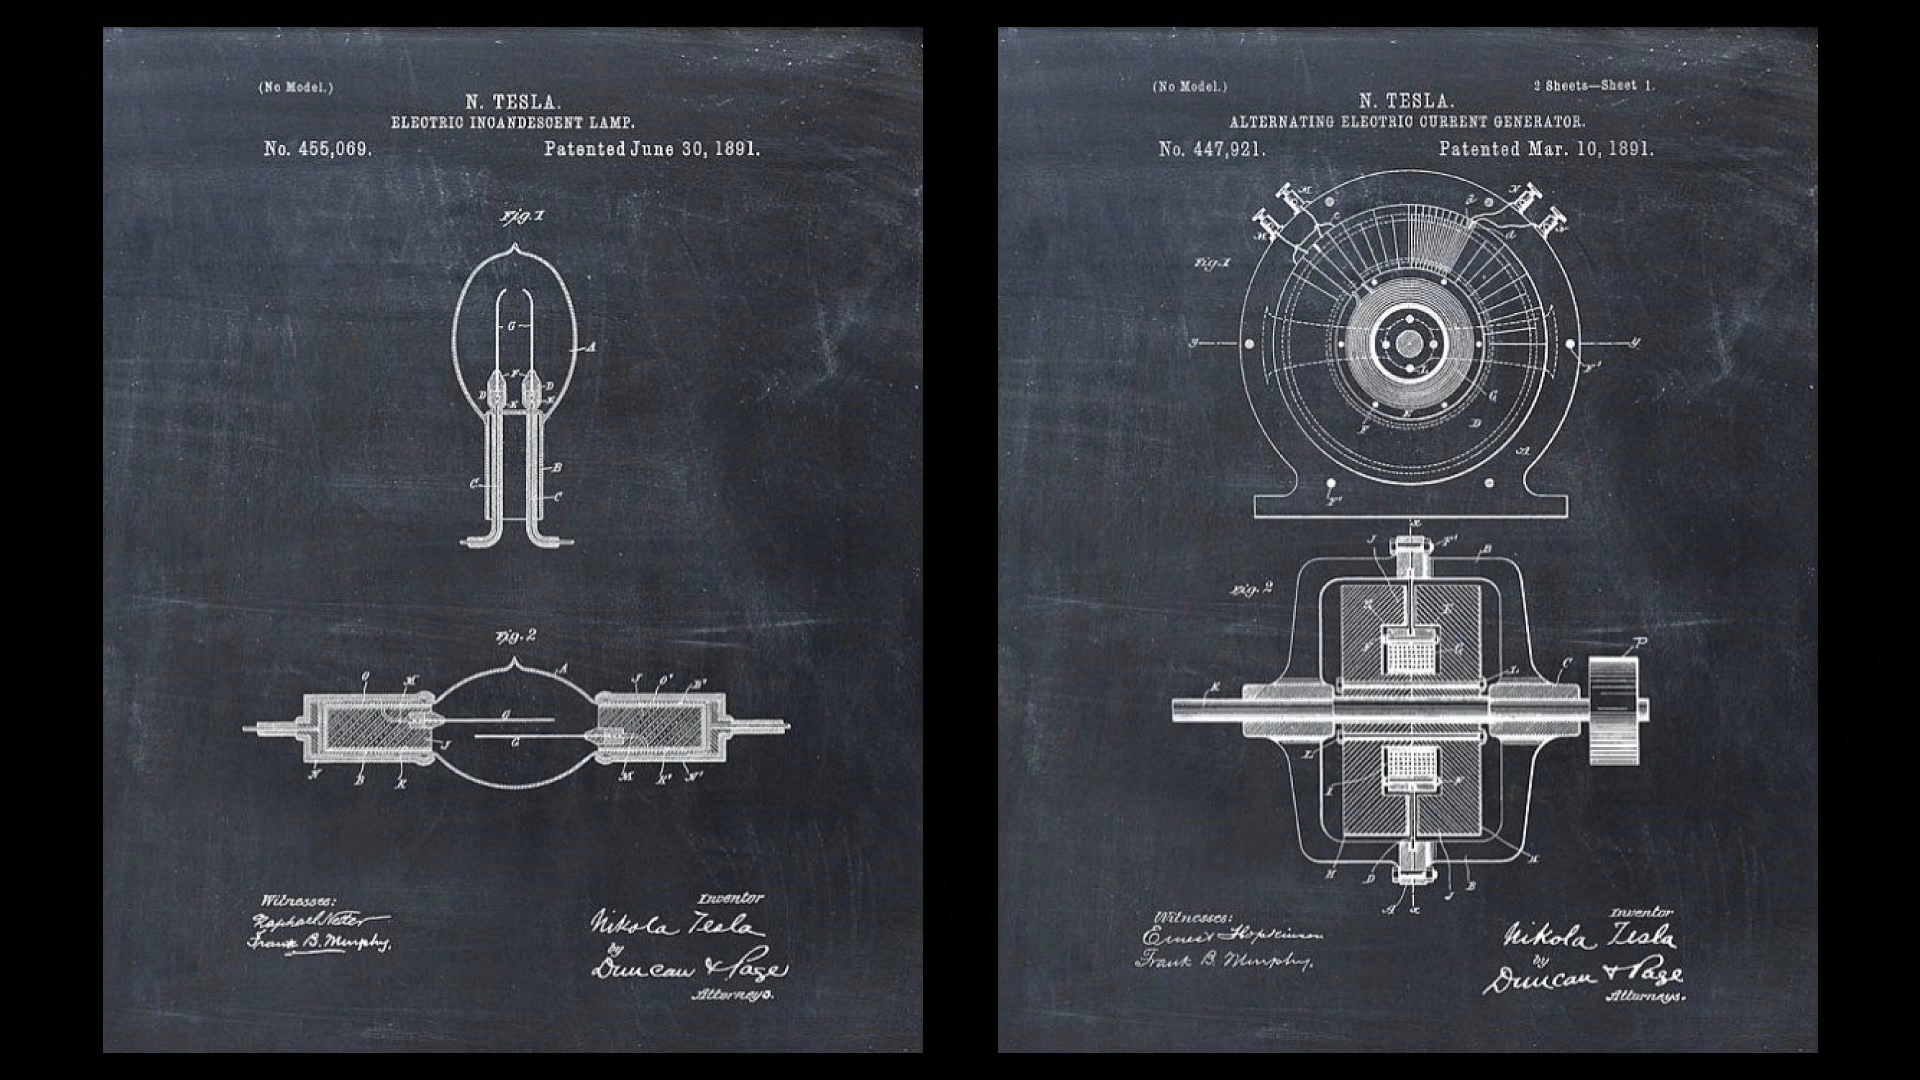 (No Model.)
N. TESLA.
ELECTRIC INCANDESCENT LAMP.
No. 455,069.
Patented June 30, 1891.
Fig. 1
G
A
F
D
D
K
B
C
C
Fig. 2
O
M
J
O'
B'
A
G
G
J
N
B
K
M
K'
N'
Witnesses:
Raphael Netter
Frank B. Murphy.
Inventor
Nikola Tesla
by
Duncan & Page
Attorneys.
(No Model.)
2 Sheets—Sheet 1.
N. TESLA.
ALTERNATING ELECTRIC CURRENT GENERATOR.
No. 447,921.
Patented Mar. 10, 1891.
M
N
c
d
M
d
N
Fig. 1
y
y
F'
L
G
E
F
D
A
F'
x
J
F'
B
Fig. 2
E
F
G
P
C
L
K
L
I
F
H
D
J
B
A
x
Witnesses:
Ernest Hopkinson
Frank B. Murphy.
Inventor
Nikola Tesla
by
Duncan & Page
Attorneys.